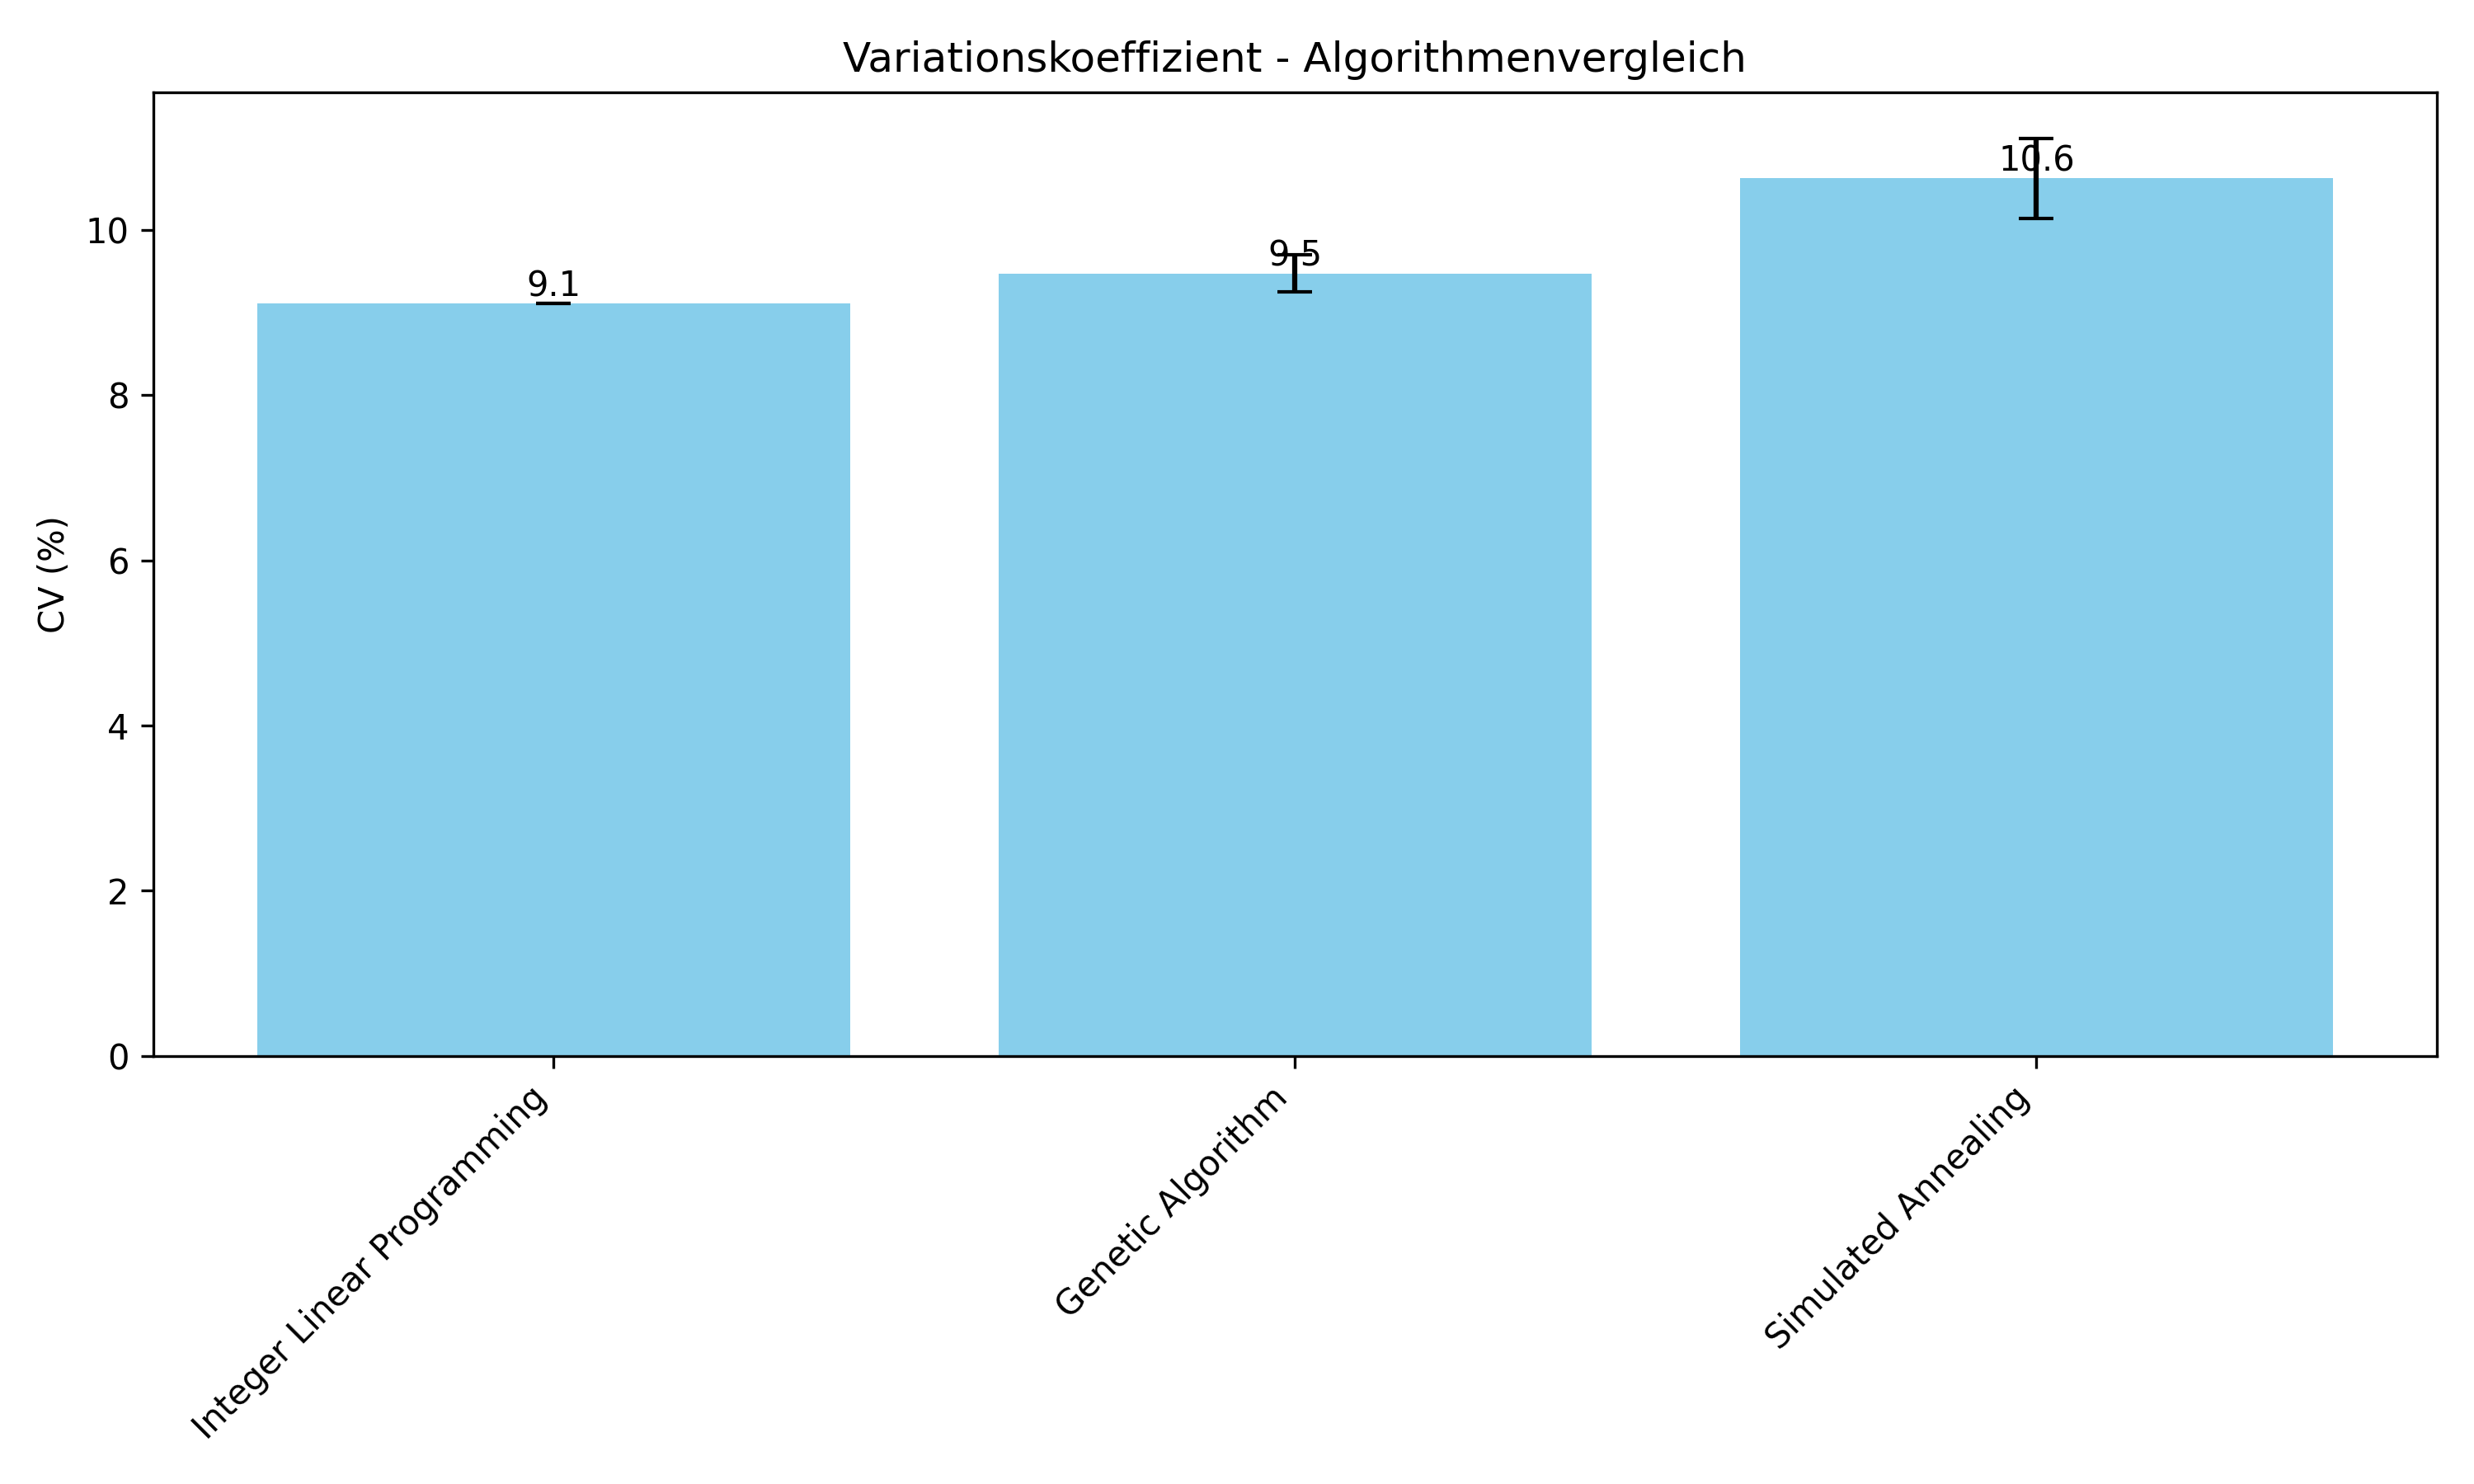 Variationskoeffizient - Algorithmenvergleich
CV (%)
10
8
6
4
2
0
9.1
9.5
10.6
Integer Linear Programming
Genetic Algorithm
Simulated Annealing